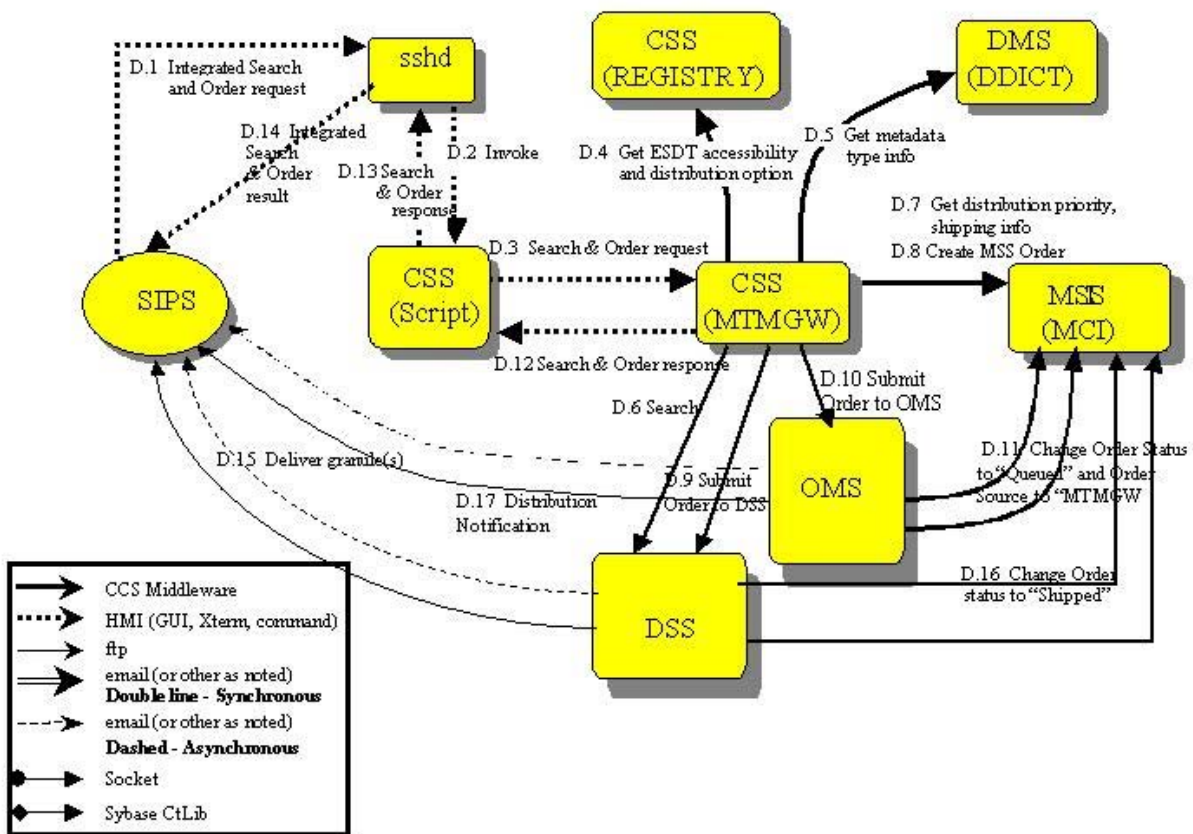 sshd
CSS
(REGISTRY)
DMS
(DDICT)
D.1 Integrated Search
and Order request
D.14 Integrated
Search
& Order
result
D.2 Invoke
D.13 Search
& Order
response
D.4 Get ESDT accessibility
and distribution option
D.5 Get metadata
type info
D.7 Get distribution priority,
shipping info
D.8 Create MSS Order
D.3 Search & Order request
SIPS
CSS
(Script)
CSS
(MTMGW)
(MCI)
D.12 Search & Order response
D.6 Search
D.10 Submit
Order to OMS
D.15 Deliver granule(s)
D.17 Distribution
Notification
D.9 Submit
Order to DSS
OMS
D.11 Change Order Status
to "Queued" and Order
Source to "MTMGW
D.16 Change Order
status to "Shipped"
DSS
CCS Middleware
HMI (GUI, Xterm, command)
ftp
email (or other as noted)
Double line - Synchronous
email (or other as noted)
Dashed - Asynchronous
Socket
Sybase CtLib